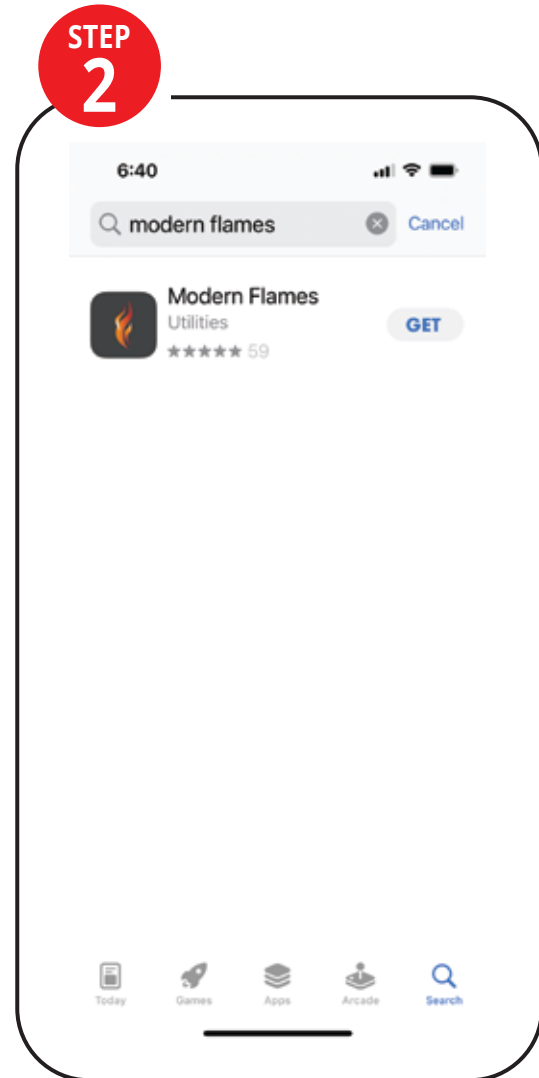 STEP
2
6:40
modern flames
Cancel
Modern Flames
Utilities
GET
59
Today
Games
Apps
Arcade
Search